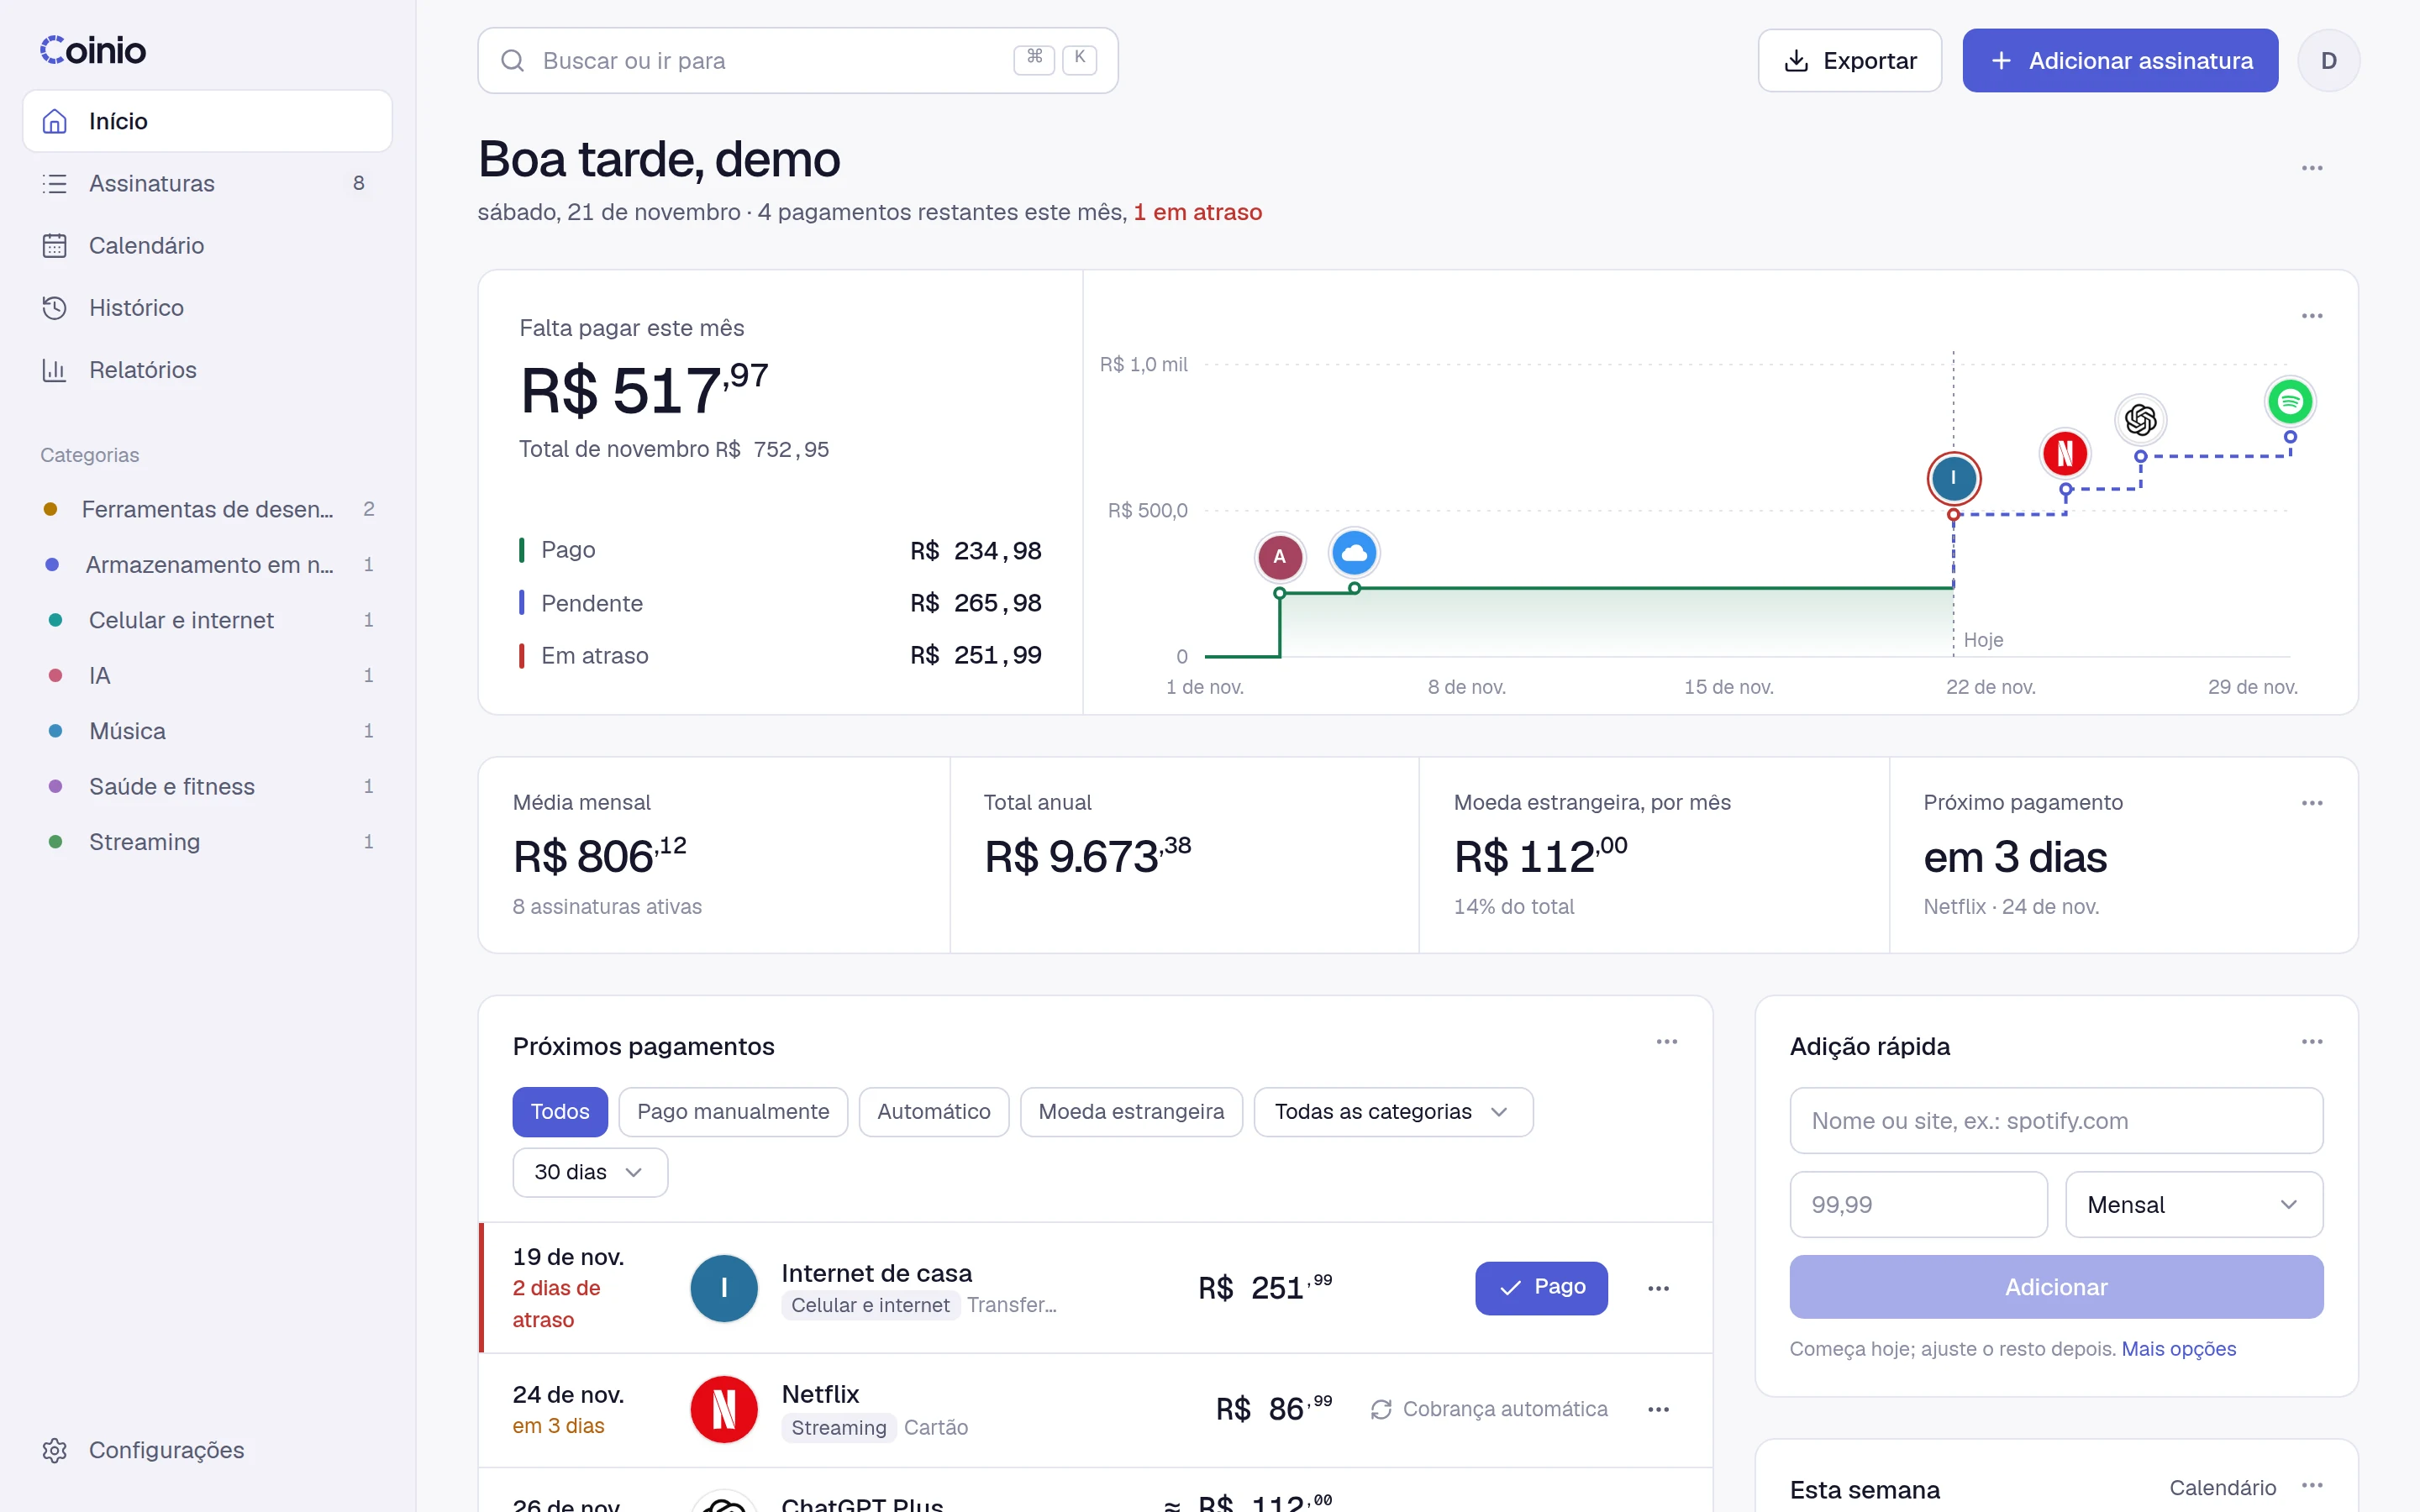 Coinio
Buscar ou ir para ⌘ K
Exportar
Adicionar assinatura
D
Início
Assinaturas 8
Calendário
Histórico
Relatórios
Categorias
Ferramentas de desen... 2
Armazenamento em n... 1
Celular e internet 1
IA 1
Música 1
Saúde e fitness 1
Streaming 1
Configurações
Boa tarde, demo
sábado, 21 de novembro · 4 pagamentos restantes este mês, 1 em atraso
Falta pagar este mês
R$ 517,97
Total de novembro R$ 752,95
Pago R$ 234,98
Pendente R$ 265,98
Em atraso R$ 251,99
R$ 1,0 mil
R$ 500,0
0
A
I
N
Hoje
1 de nov. 8 de nov. 15 de nov. 22 de nov. 29 de nov.
Média mensal
R$ 806,12
8 assinaturas ativas
Total anual
R$ 9.673,38
Moeda estrangeira, por mês
R$ 112,00
14% do total
Próximo pagamento
em 3 dias
Netflix · 24 de nov.
Próximos pagamentos
Todos Pago manualmente Automático Moeda estrangeira Todas as categorias
30 dias
19 de nov.
2 dias de
atraso
I
Internet de casa
Celular e internet Transfer...
R$ 251,99
Pago
24 de nov.
em 3 dias
N
Netflix
Streaming Cartão
R$ 86,99
Cobrança automática
26 de nov.
ChatGPT Plus
≈ R$ 112,00
Adição rápida
Nome ou site, ex.: spotify.com
99,99
Mensal
Adicionar
Começa hoje; ajuste o resto depois. Mais opções
Esta semana
Calendário